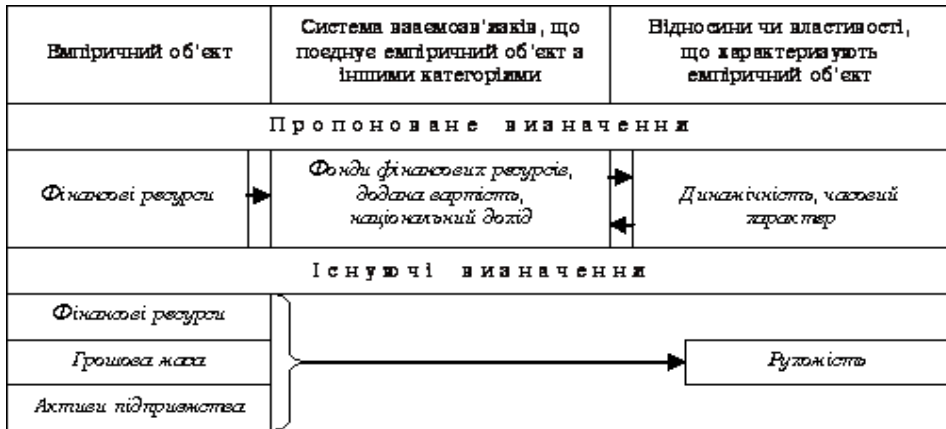 Емпіричний об'єкт
Система взаємозв'язків, що
поєднує емпіричний об'єкт з
іншими категоріями
Відносини чи властивості,
що характеризують
емпіричний об'єкт
Пропоноване визначення
Фінансові ресурси
Фонди фінансових ресурсів,
додана вартість,
національний дохід
Динамічність, часовий
характер
Існуючі визначення
Фінансові ресурси
Грошова маса
Активи підприємства
Рухомість